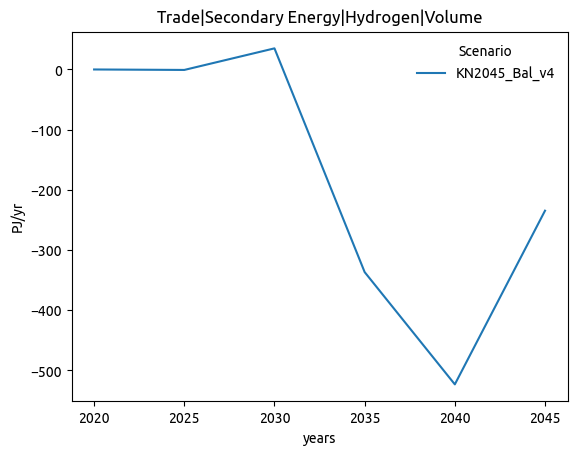 Trade|Secondary Energy|Hydrogen|Volume
Scenario
KN2045_Bal_v4
PJ/yr
0
−100
−200
−300
−400
−500
2020 2025 2030 2035 2040 2045
years